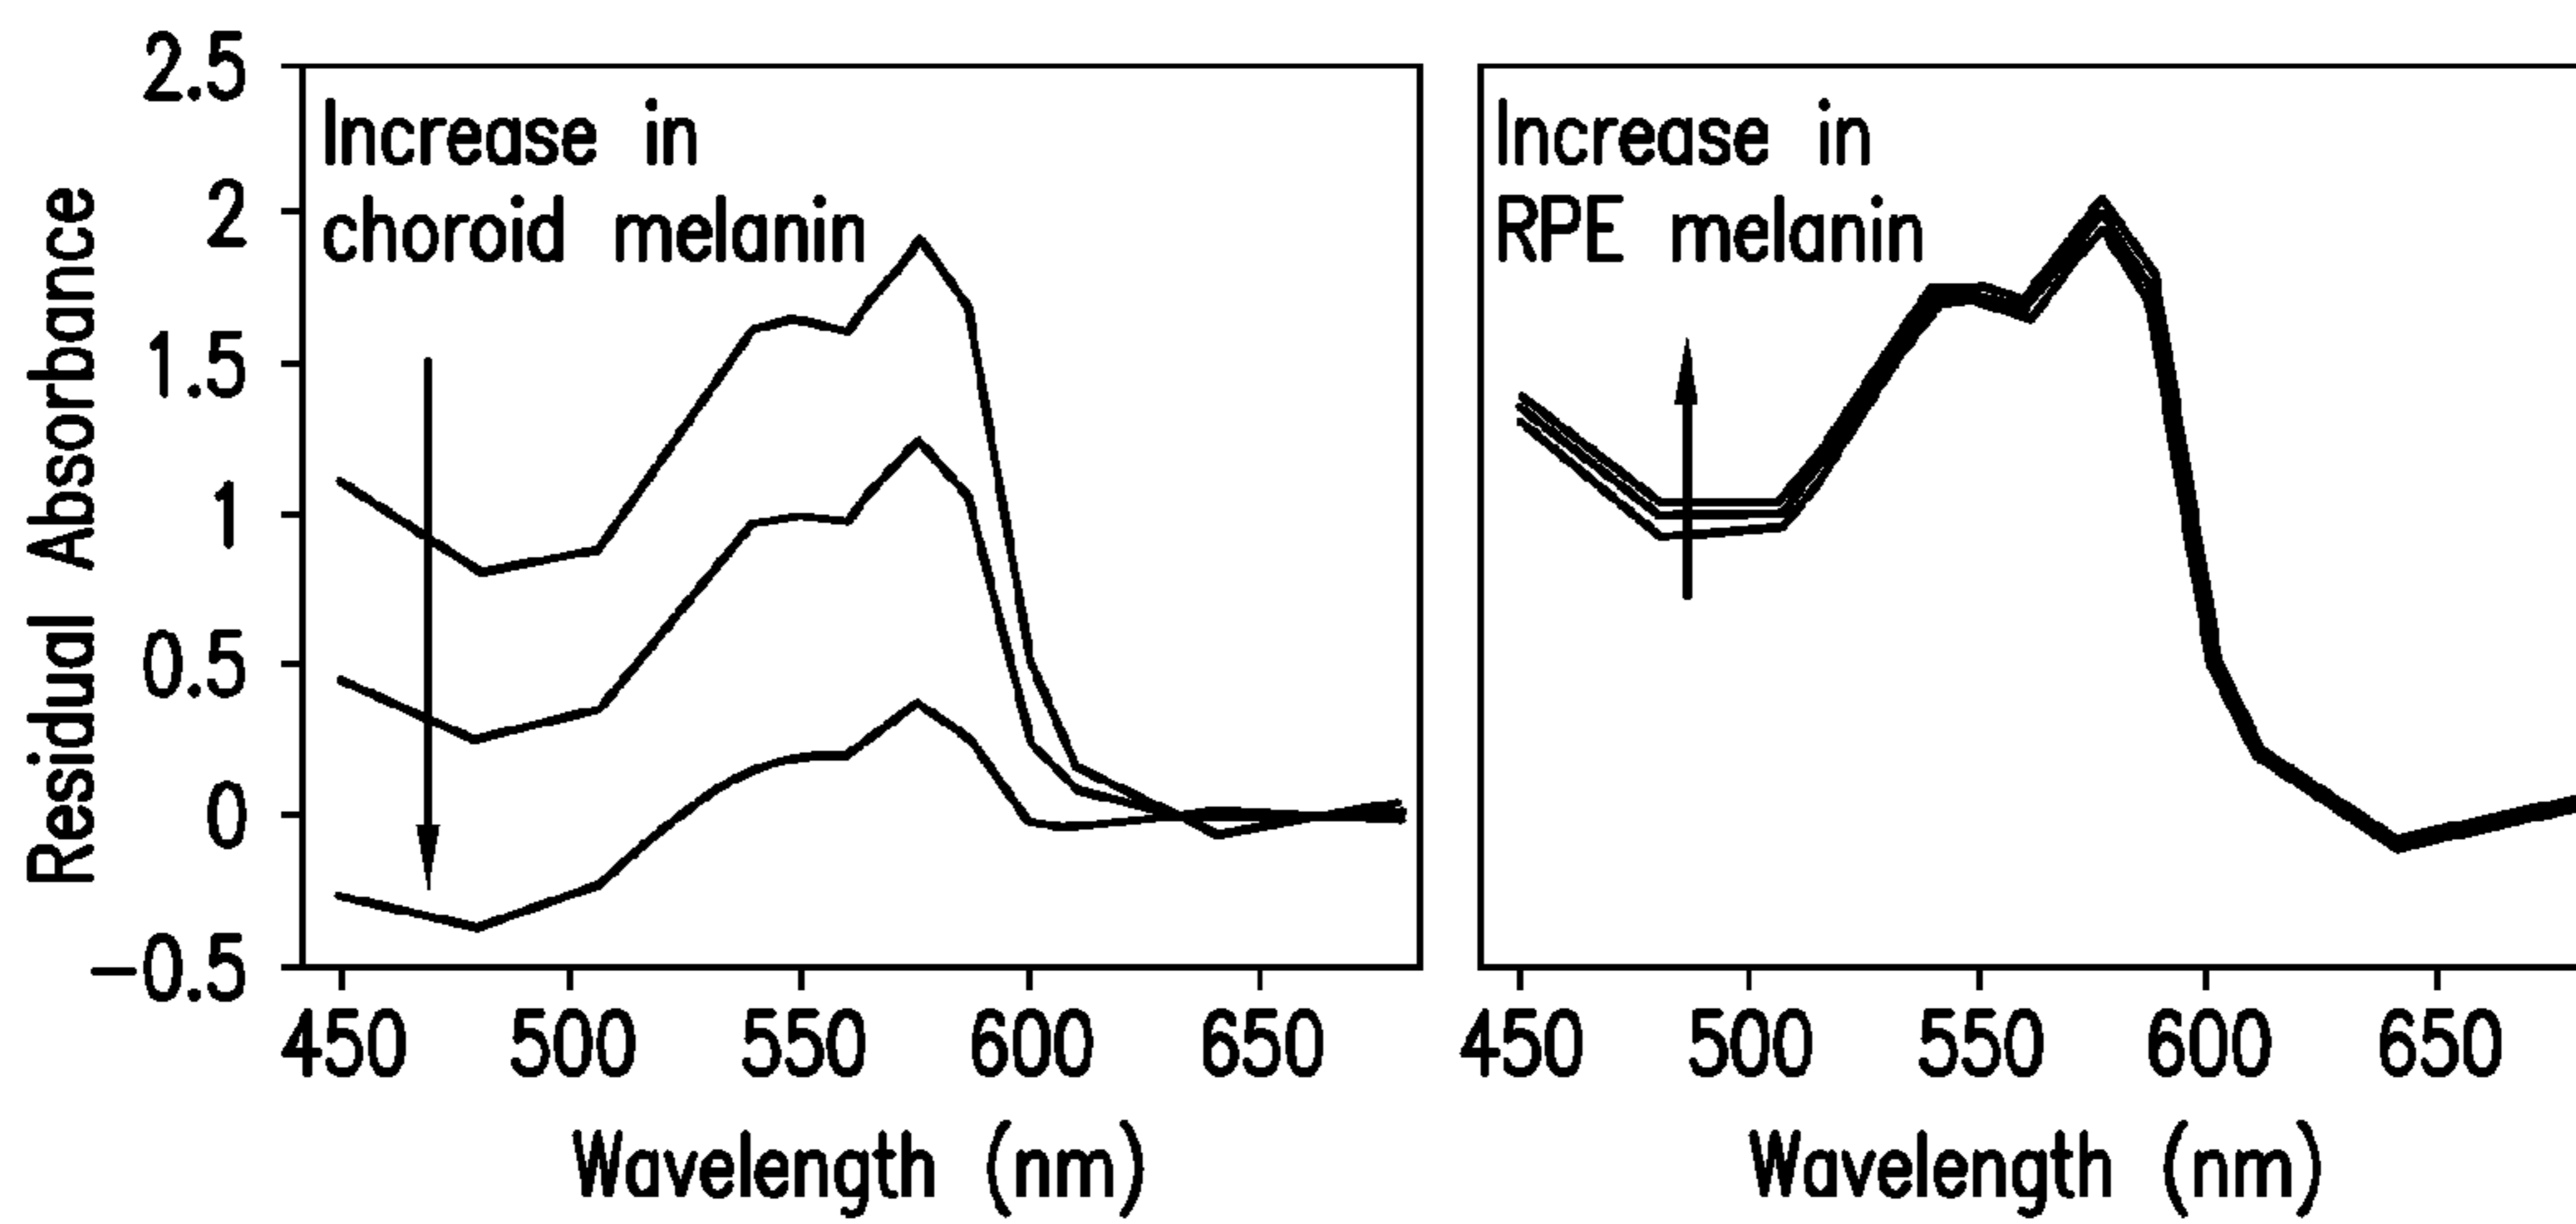 Residual Absorbance
2.5
2
1.5
1
0.5
0
−0.5
Increase in
choroid melanin
450 500 550 600 650
Wavelength (nm)
Increase in
RPE melanin
450 500 550 600 650
Wavelength (nm)